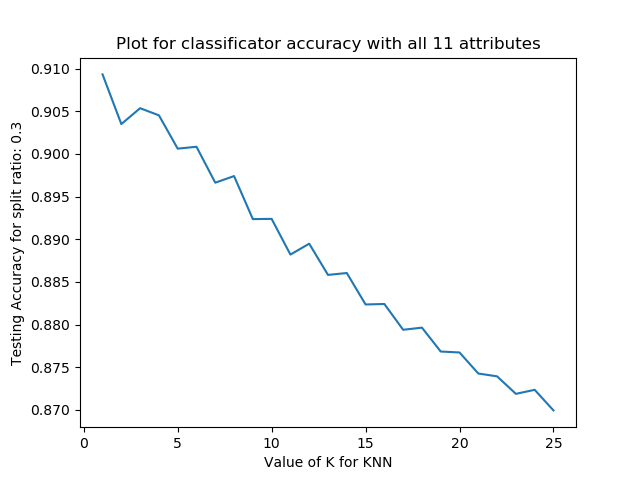 Plot for classificator accuracy with all 11 attributes
0.910
0.905
0.900
0.895
0.890
0.885
0.880
0.875
0.870
Testing Accuracy for split ratio: 0.3
0 5 10 15 20 25
Value of K for KNN